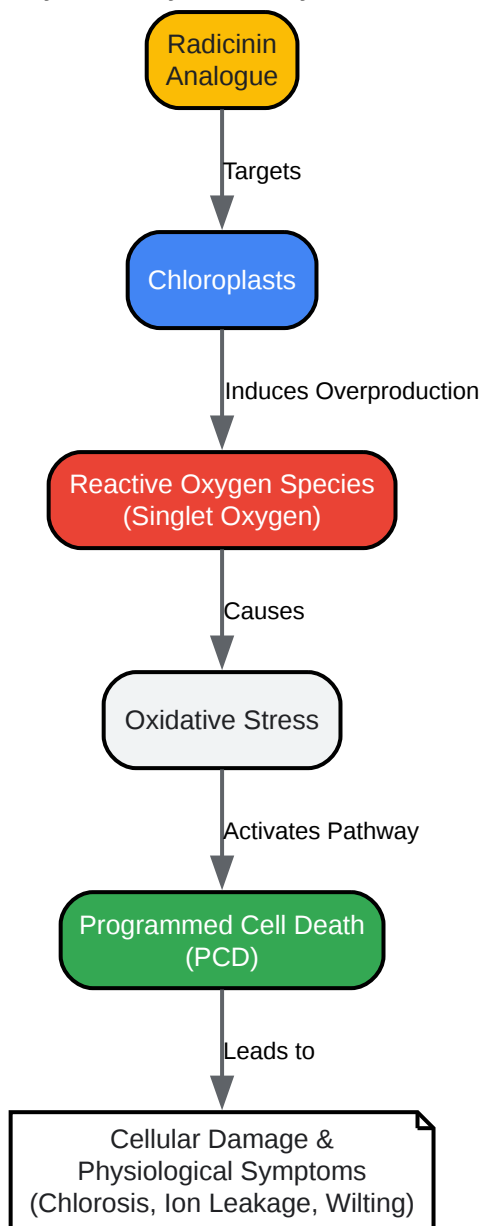 Radicinin
Analogue
Targets
Chloroplasts
Induces Overproduction
Reactive Oxygen Species
(Singlet Oxygen)
Causes
Oxidative Stress
Activates Pathway
Programmed Cell Death
(PCD)
Leads to
Cellular Damage &
Physiological Symptoms
(Chlorosis, Ion Leakage, Wilting)